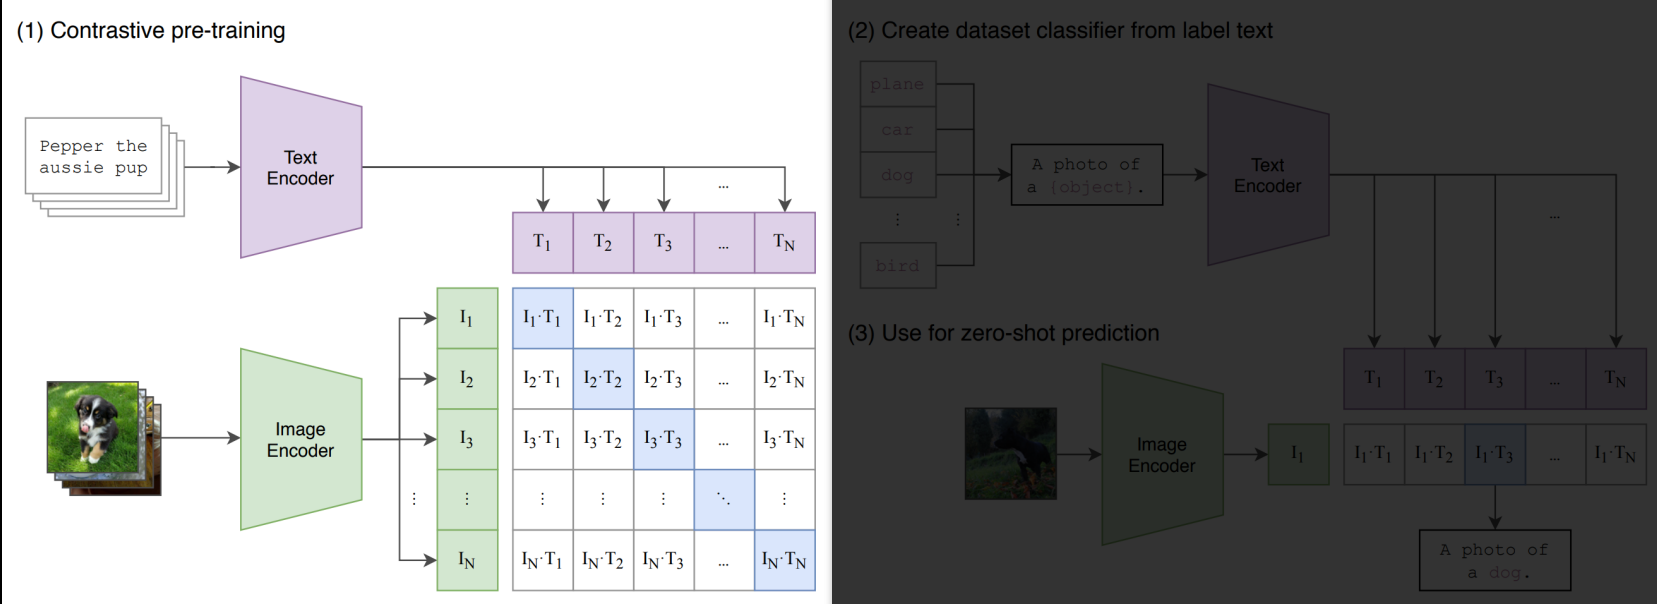 (1) Contrastive pre-training
Pepper the
aussie pup
Text
Encoder
...
T1 T2 T3 ... TN
Image
Encoder
I1 I1·T1 I1·T2 I1·T3 ... I1·TN
I2 I2·T1 I2·T2 I2·T3 ... I2·TN
I3 I3·T1 I3·T2 I3·T3 ... I3·TN
⋮ ⋮ ⋮ ⋮ ⋮ ⋱ ⋮
IN IN·T1 IN·T2 IN·T3 ... IN·TN
(2) Create dataset classifier from label text
plane
car
dog
⋮ ⋮
bird
A photo of
a {object}.
Text
Encoder
...
(3) Use for zero-shot prediction
T1 T2 T3 ... TN
Image
Encoder
I1 I1·T1 I1·T2 I1·T3 ... I1·TN
A photo of
a dog.